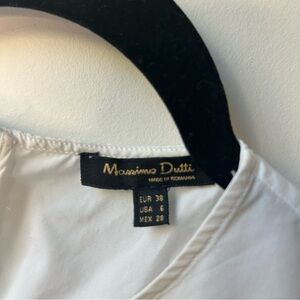 Massimo Dutti
MADE IN ROMANIA
EUR 38
USA 6
MEX 28